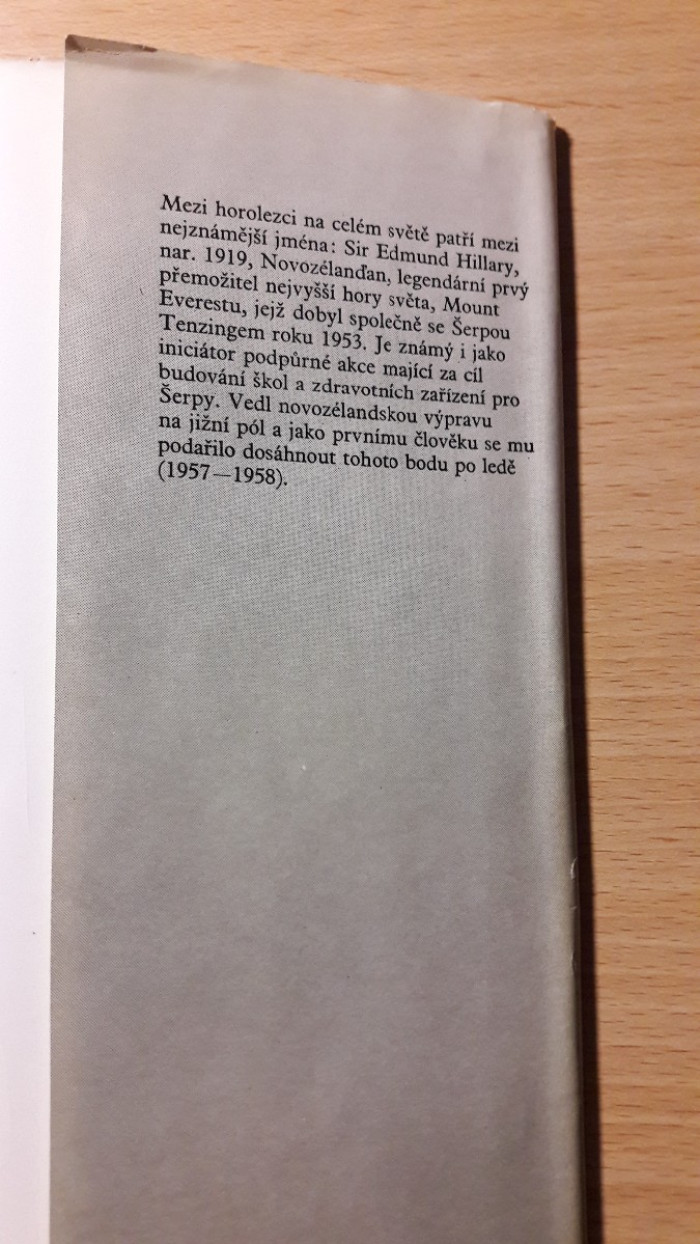 Mezi horolezci na celém světě patří mezi
nejznámější jména: Sir Edmund Hillary,
nar. 1919, Novozélanďan, legendární prvý
přemožitel nejvyšší hory světa, Mount
Everestu, jejž dobyl společně se Šerpou
Tenzingem roku 1953. Je známý i jako
iniciátor podpůrné akce mající za cíl
budování škol a zdravotních zařízení pro
Šerpy. Vedl novozélandskou výpravu
na jižní pól a jako prvnímu člověku se mu
podařilo dosáhnout tohoto bodu po ledě
(1957—1958).